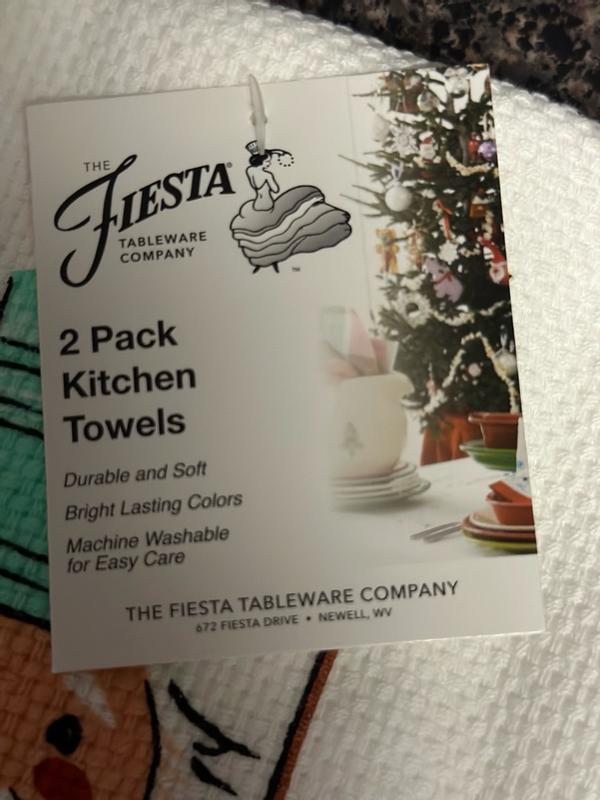 THE
FIESTA®
TABLEWARE
COMPANY
™
2 Pack
Kitchen
Towels
Durable and Soft
Bright Lasting Colors
Machine Washable
for Easy Care
THE FIESTA TABLEWARE COMPANY
672 FIESTA DRIVE • NEWELL, WV